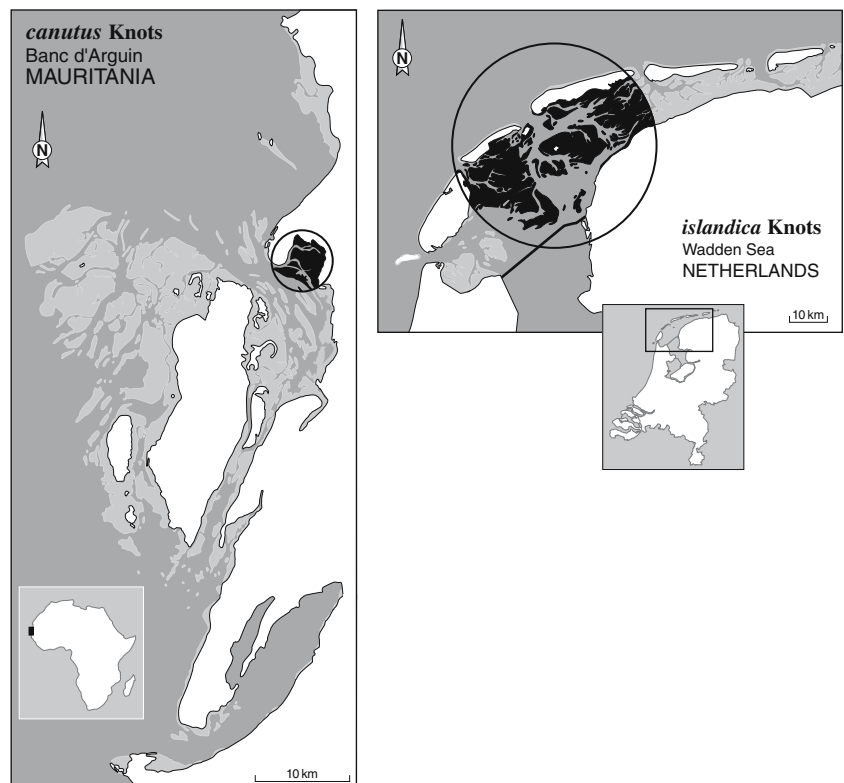 canutus Knots
Banc d'Arguin
MAURITANIA
N
10 km
N
islandica Knots
Wadden Sea
NETHERLANDS
10 km